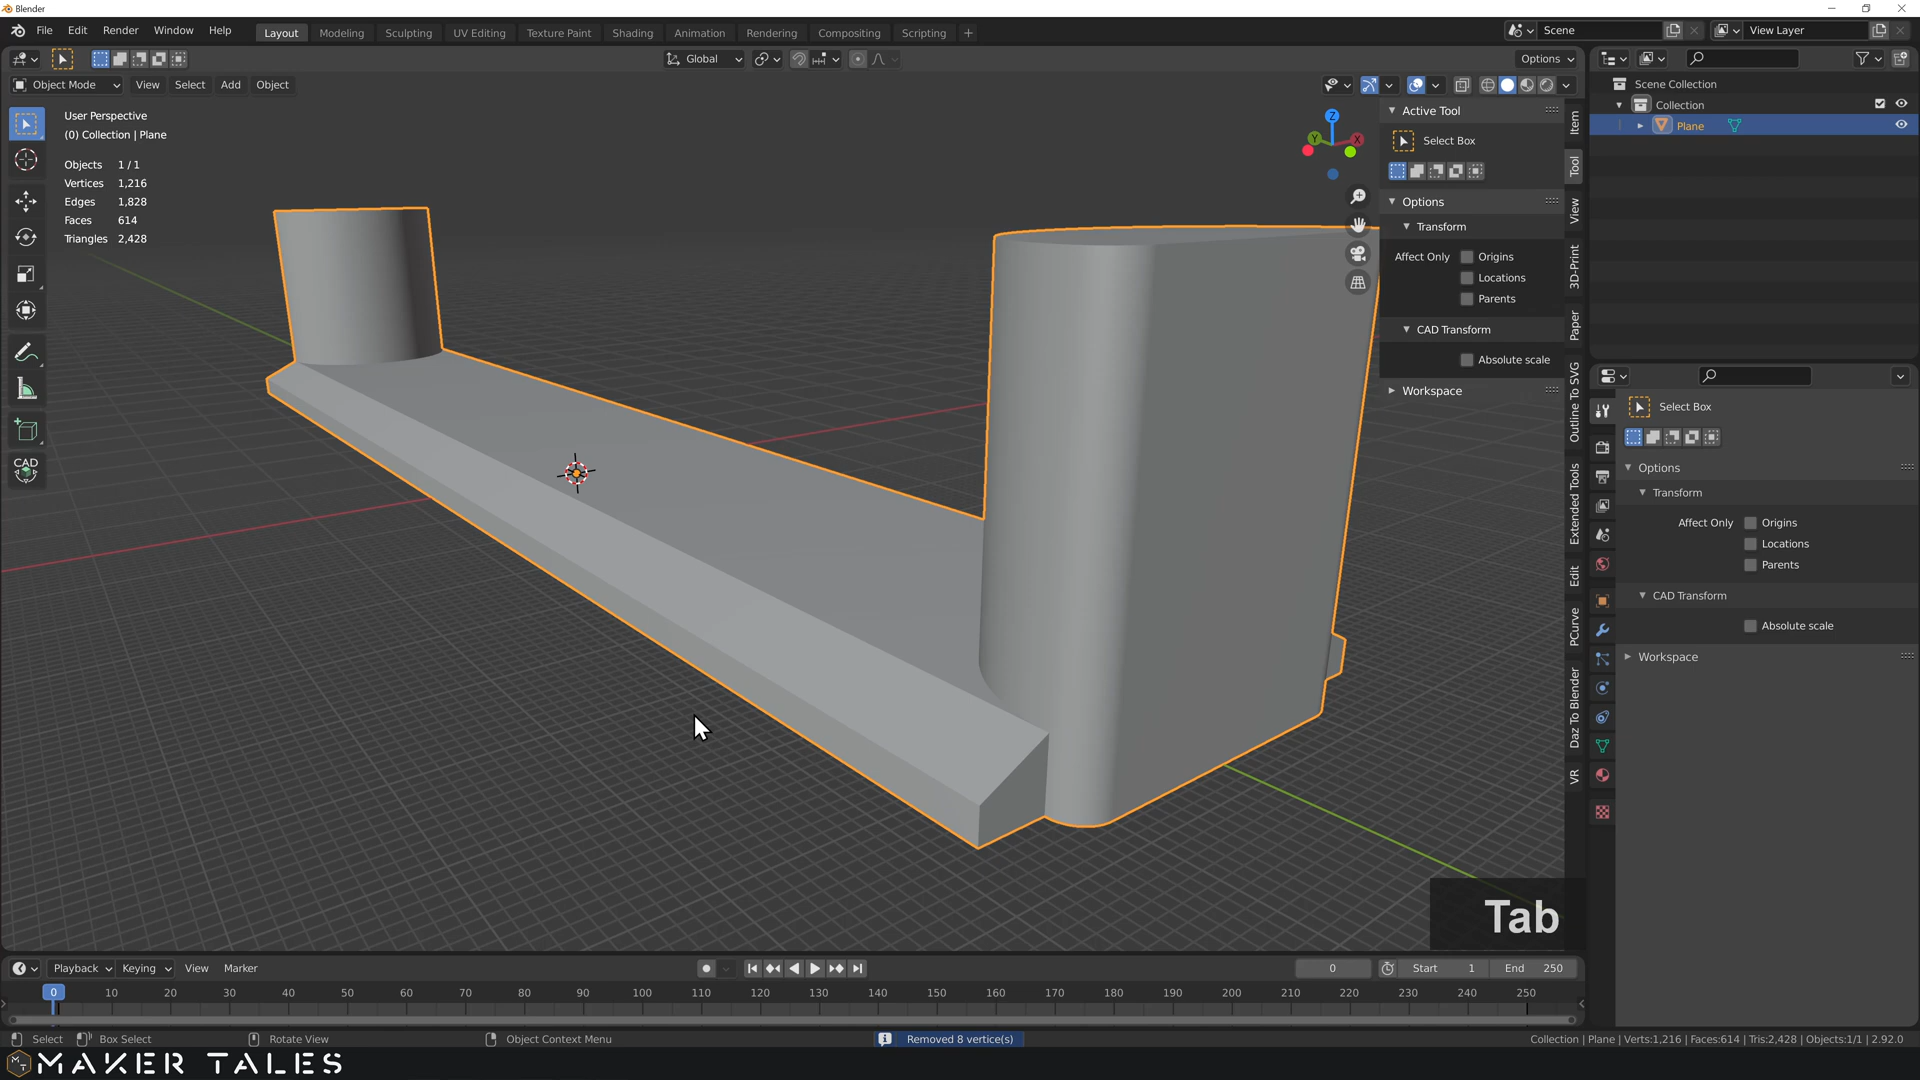 Blender
File Edit Render Window Help
Layout Modeling Sculpting UV Editing Texture Paint Shading Animation Rendering Compositing Scripting +
Scene
View Layer
Global
Options
Object Mode View Select Add Object
User Perspective
(0) Collection | Plane
Objects 1/1
Vertices 1,216
Edges 1,828
Faces 614
Triangles 2,428
CAD
Z
Y
X
Active Tool
Select Box
Options
Transform
Affect Only Origins
Locations
Parents
CAD Transform
Absolute scale
Workspace
Item
Tool
View
3D-Print
Paper
Outline To SVG
Extended Tools
Edit
PCurve
Daz To Blender
VR
Scene Collection
Collection
Plane
Select Box
Options
Transform
Affect Only Origins
Locations
Parents
CAD Transform
Absolute scale
Workspace
Tab
Playback Keying View Marker
0 Start 1 End 250
0 10 20 30 40 50 60 70 80 90 100 110 120 130 140 150 160 170 180 190 200 210 220 230 240 250
Select Box Select Rotate View Object Context Menu Removed 8 vertice(s) Collection | Plane | Verts:1,216 | Faces:614 | Tris:2,428 | Objects:1/1 | 2.92.0
MAKER TALES